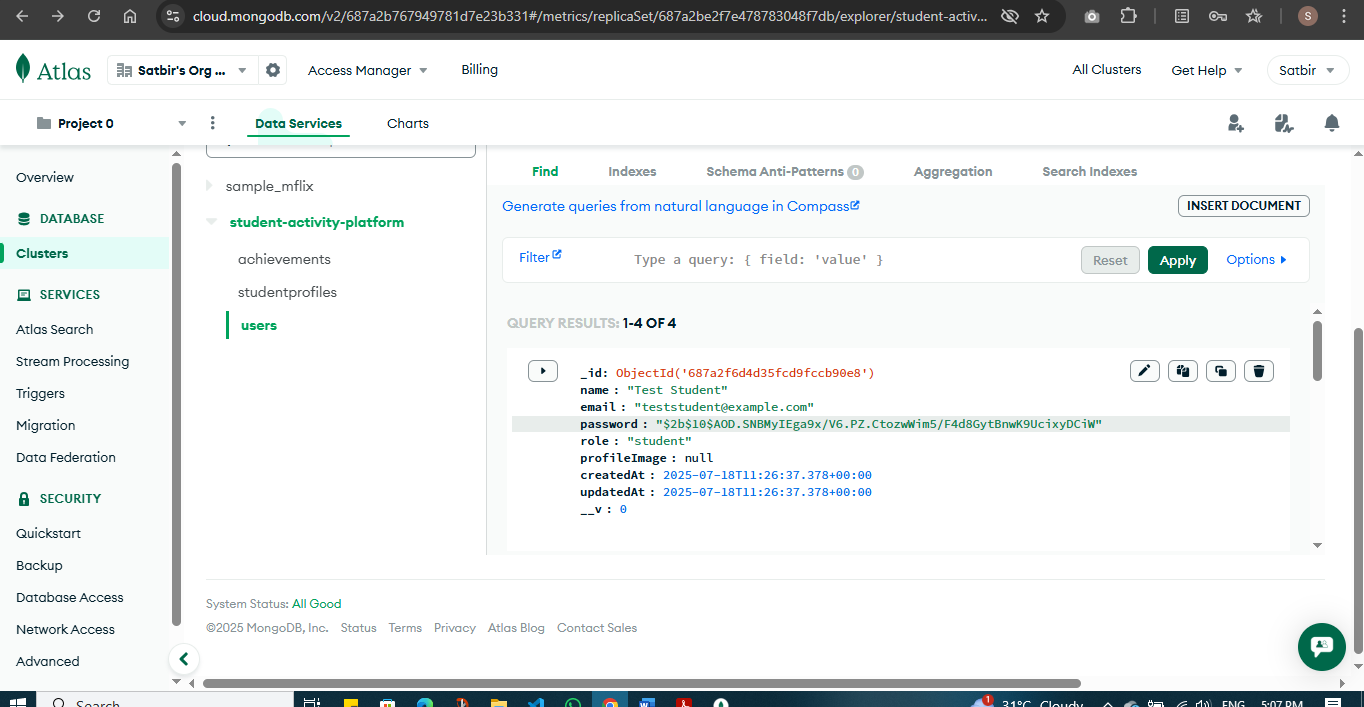 cloud.mongodb.com/v2/687a2b767949781d7e23b331#/metrics/replicaSet/687a2be2f7e478783048f7db/explorer/student-activ...
S
Atlas
Satbir's Org ...
Access Manager
Billing
All Clusters
Get Help
Satbir
Project 0
Data Services
Charts
Overview
DATABASE
Clusters
SERVICES
Atlas Search
Stream Processing
Triggers
Migration
Data Federation
SECURITY
Quickstart
Backup
Database Access
Network Access
Advanced
sample_mflix
student-activity-platform
achievements
studentprofiles
users
Find
Indexes
Schema Anti-Patterns 0
Aggregation
Search Indexes
Generate queries from natural language in Compass
INSERT DOCUMENT
Filter
Type a query: { field: 'value' }
Reset
Apply
Options
QUERY RESULTS: 1-4 OF 4
_id: ObjectId('687a2f6d4d35fcd9fccb90e8')
name : "Test Student"
email : "teststudent@example.com"
password : "$2b$10$AOD.SNBMyIEga9x/V6.PZ.CtozwWim5/F4d8GytBnwK9UcixyDCiW"
role : "student"
profileImage : null
createdAt : 2025-07-18T11:26:37.378+00:00
updatedAt : 2025-07-18T11:26:37.378+00:00
__v : 0
System Status: All Good
©2025 MongoDB, Inc.
Status
Terms
Privacy
Atlas Blog
Contact Sales
Search
1
31°C Cloudy
ENG
5:07 PM